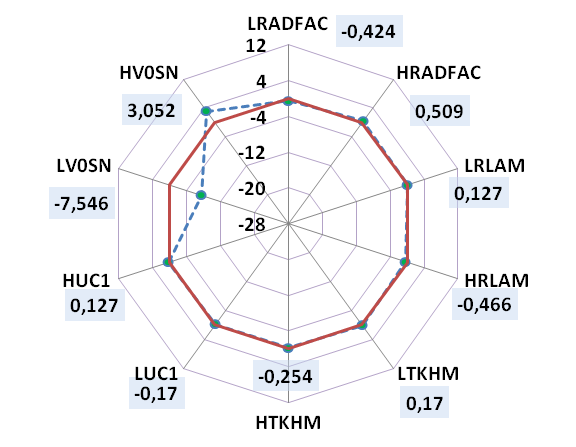 LRADFAC
-0,424
12
HV0SN
HRADFAC
4
3,052
0,509
-4
LV0SN
-12
LRLAM
0,127
-7,546
-20
-28
HUC1
HRLAM
0,127
-0,466
LUC1
-0,254
LTKHM
-0,17
0,17
HTKHM